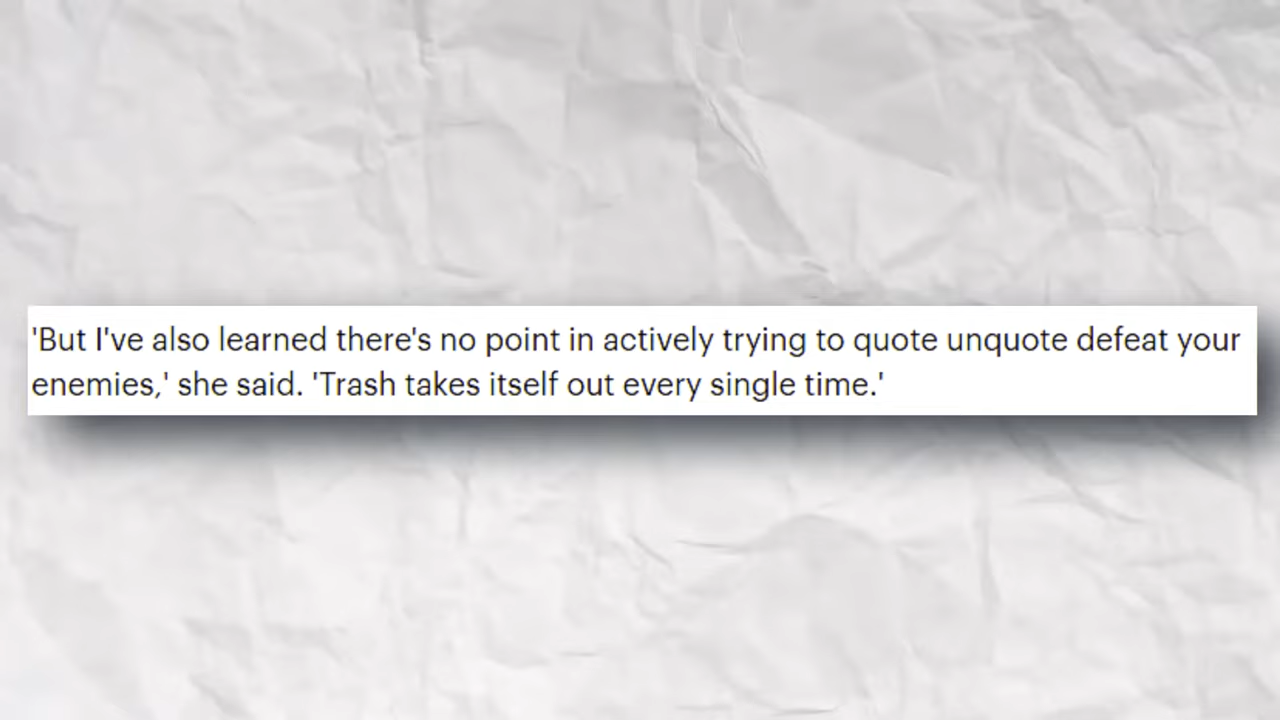 'But I've also learned there's no point in actively trying to quote unquote defeat your
enemies,' she said. 'Trash takes itself out every single time.'